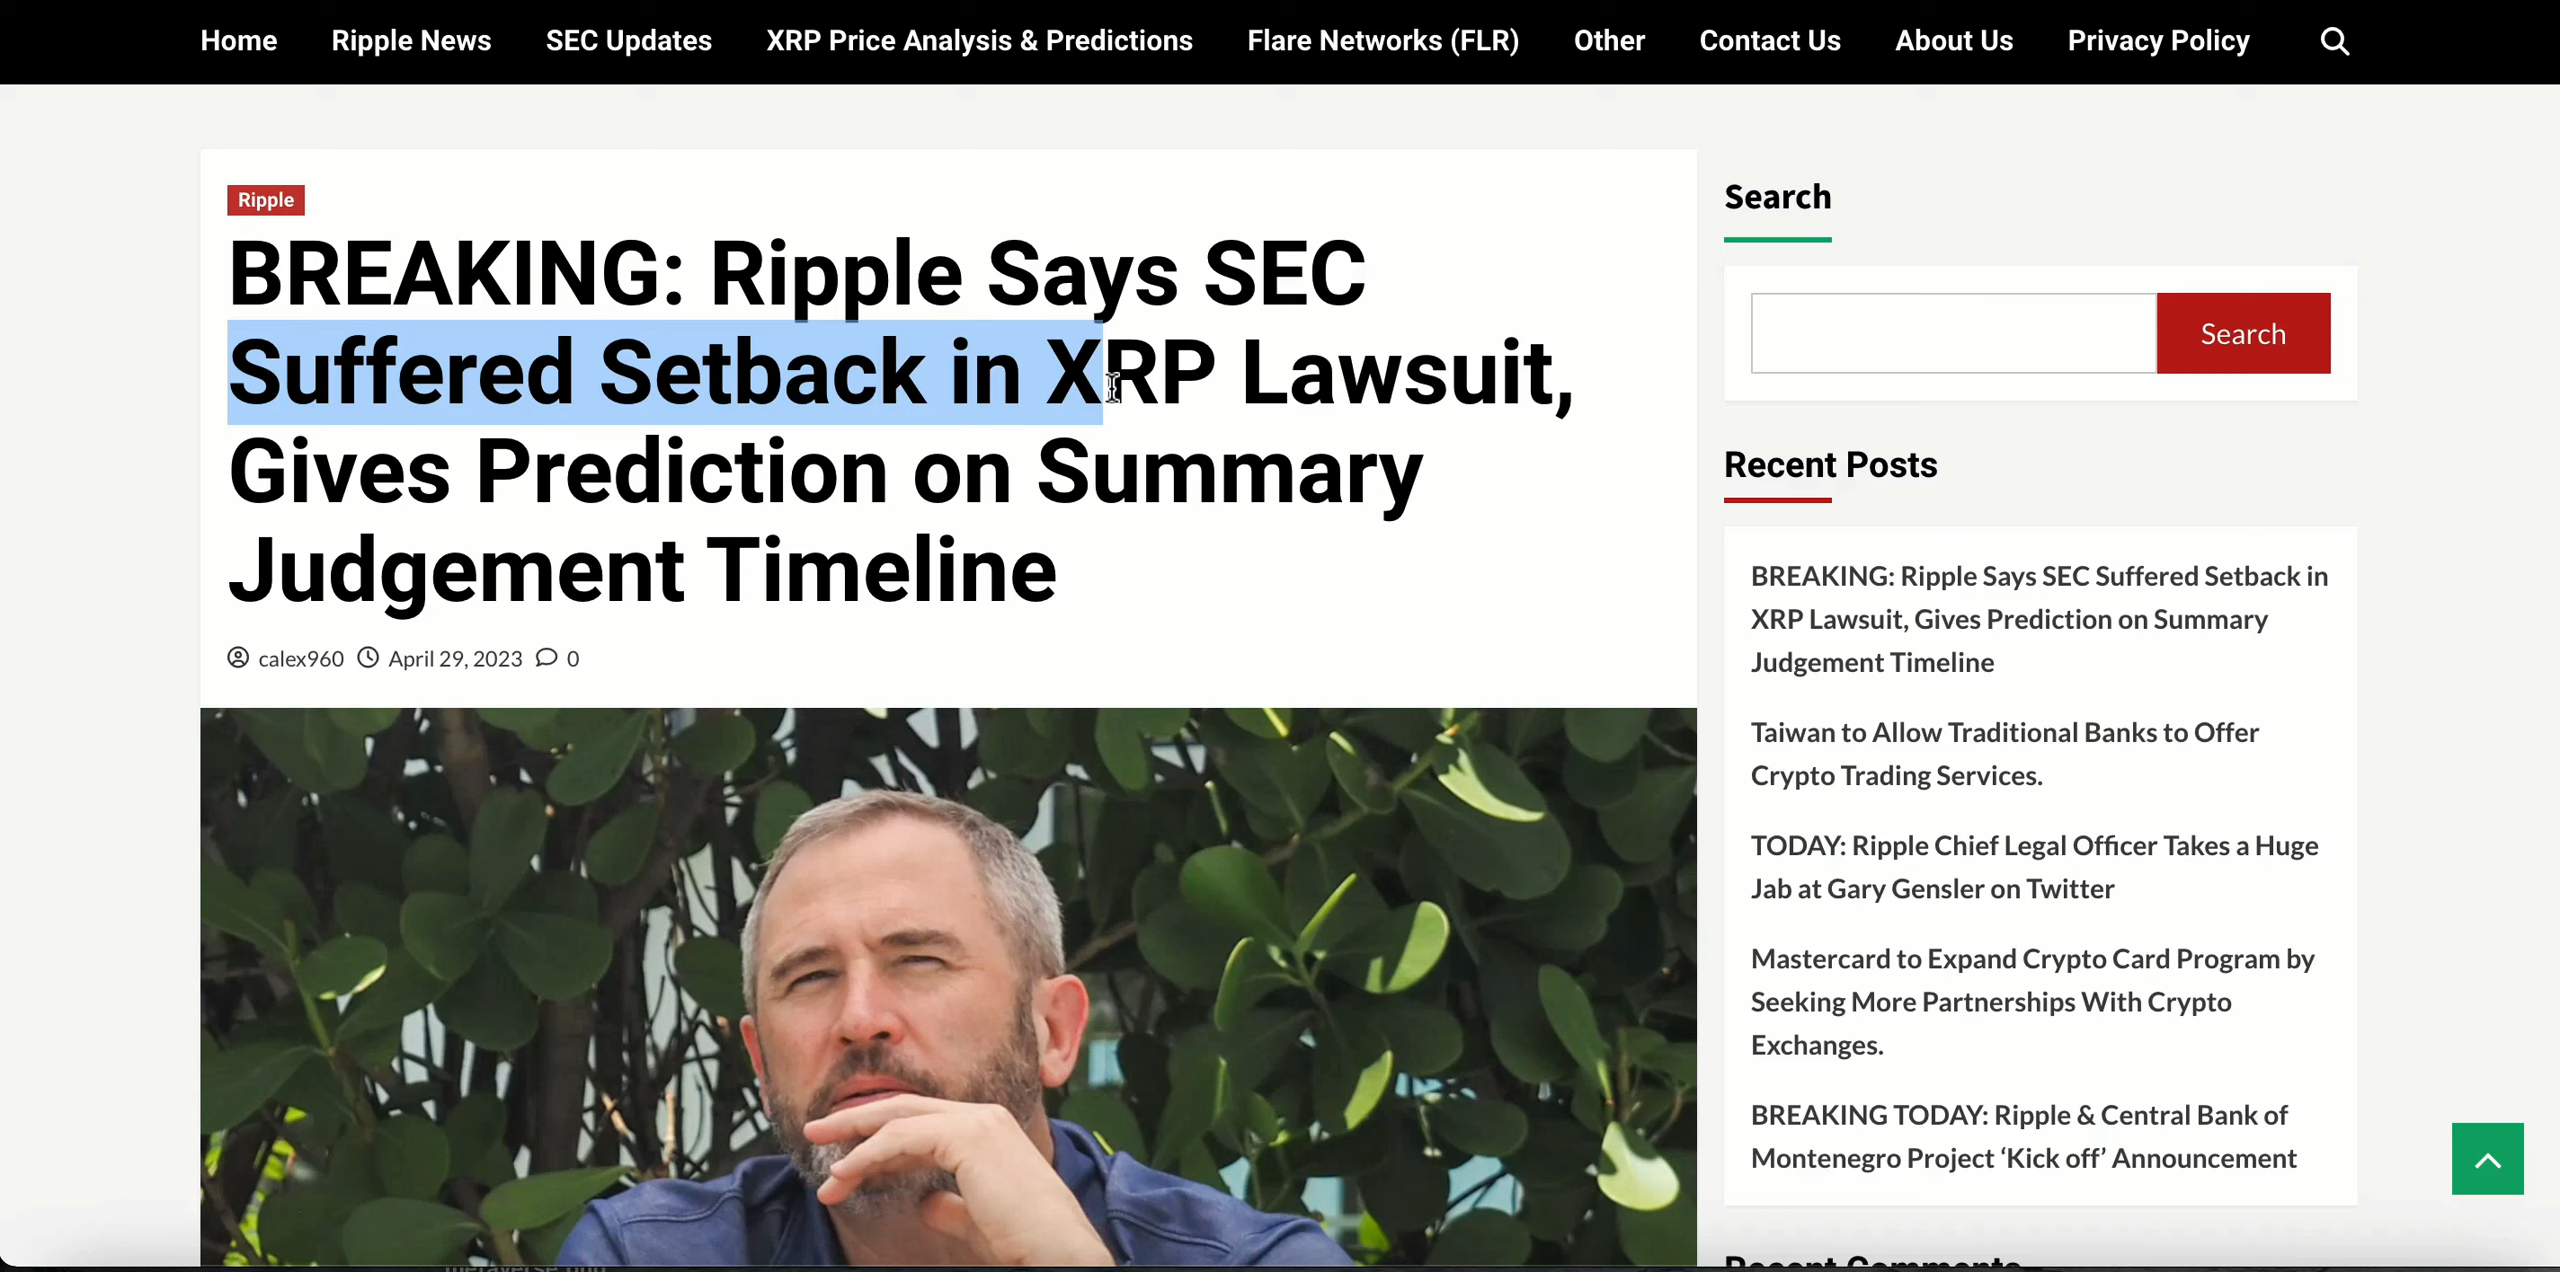 Home Ripple News SEC Updates XRP Price Analysis & Predictions Flare Networks (FLR) Other Contact Us About Us Privacy Policy
Ripple
BREAKING: Ripple Says SEC
Suffered Setback in XRP Lawsuit,
Gives Prediction on Summary
Judgement Timeline
calex960 April 29, 2023 0
Search
Search
Recent Posts
BREAKING: Ripple Says SEC Suffered Setback in
XRP Lawsuit, Gives Prediction on Summary
Judgement Timeline
Taiwan to Allow Traditional Banks to Offer
Crypto Trading Services.
TODAY: Ripple Chief Legal Officer Takes a Huge
Jab at Gary Gensler on Twitter
Mastercard to Expand Crypto Card Program by
Seeking More Partnerships With Crypto
Exchanges.
BREAKING TODAY: Ripple & Central Bank of
Montenegro Project ‘Kick off’ Announcement
Recent Comments